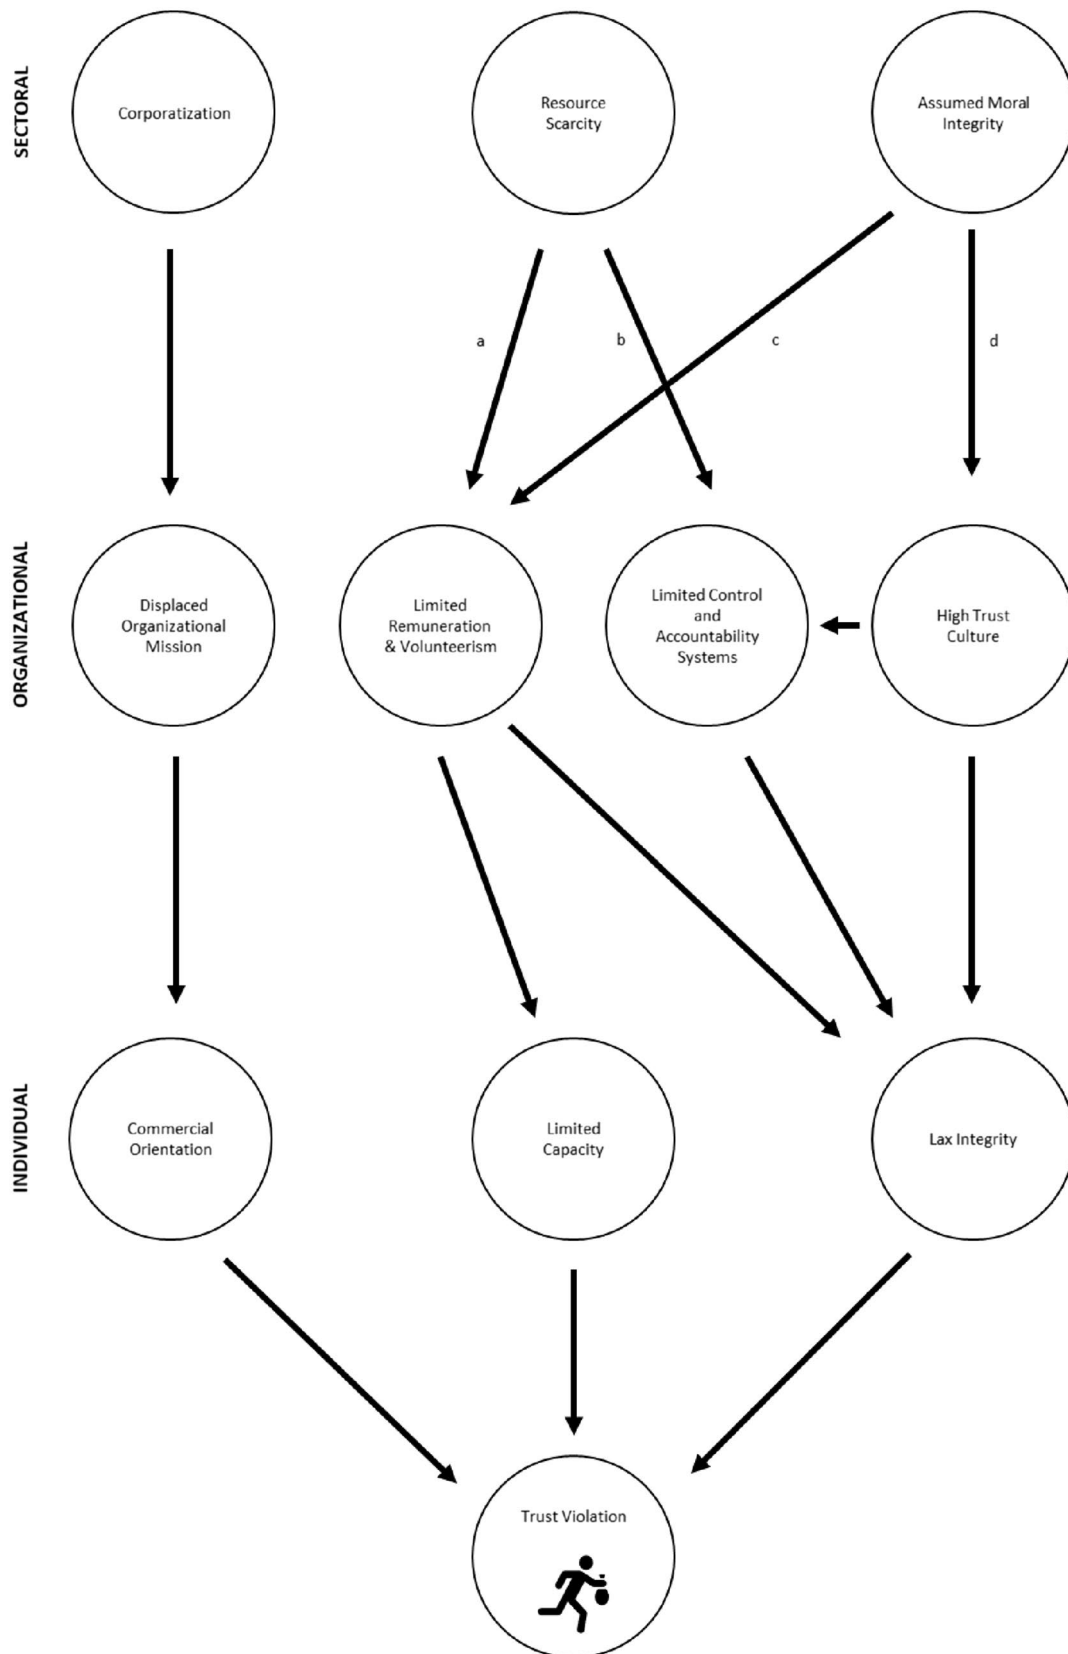 SECTORAL
Corporatization
Resource
Scarcity
Assumed Moral
Integrity
a
b
c
d
ORGANIZATIONAL
Displaced
Organizational
Mission
Limited
Remuneration
& Volunteerism
Limited Control
and
Accountability
Systems
High Trust
Culture
INDIVIDUAL
Commercial
Orientation
Limited
Capacity
Lax Integrity
Trust Violation